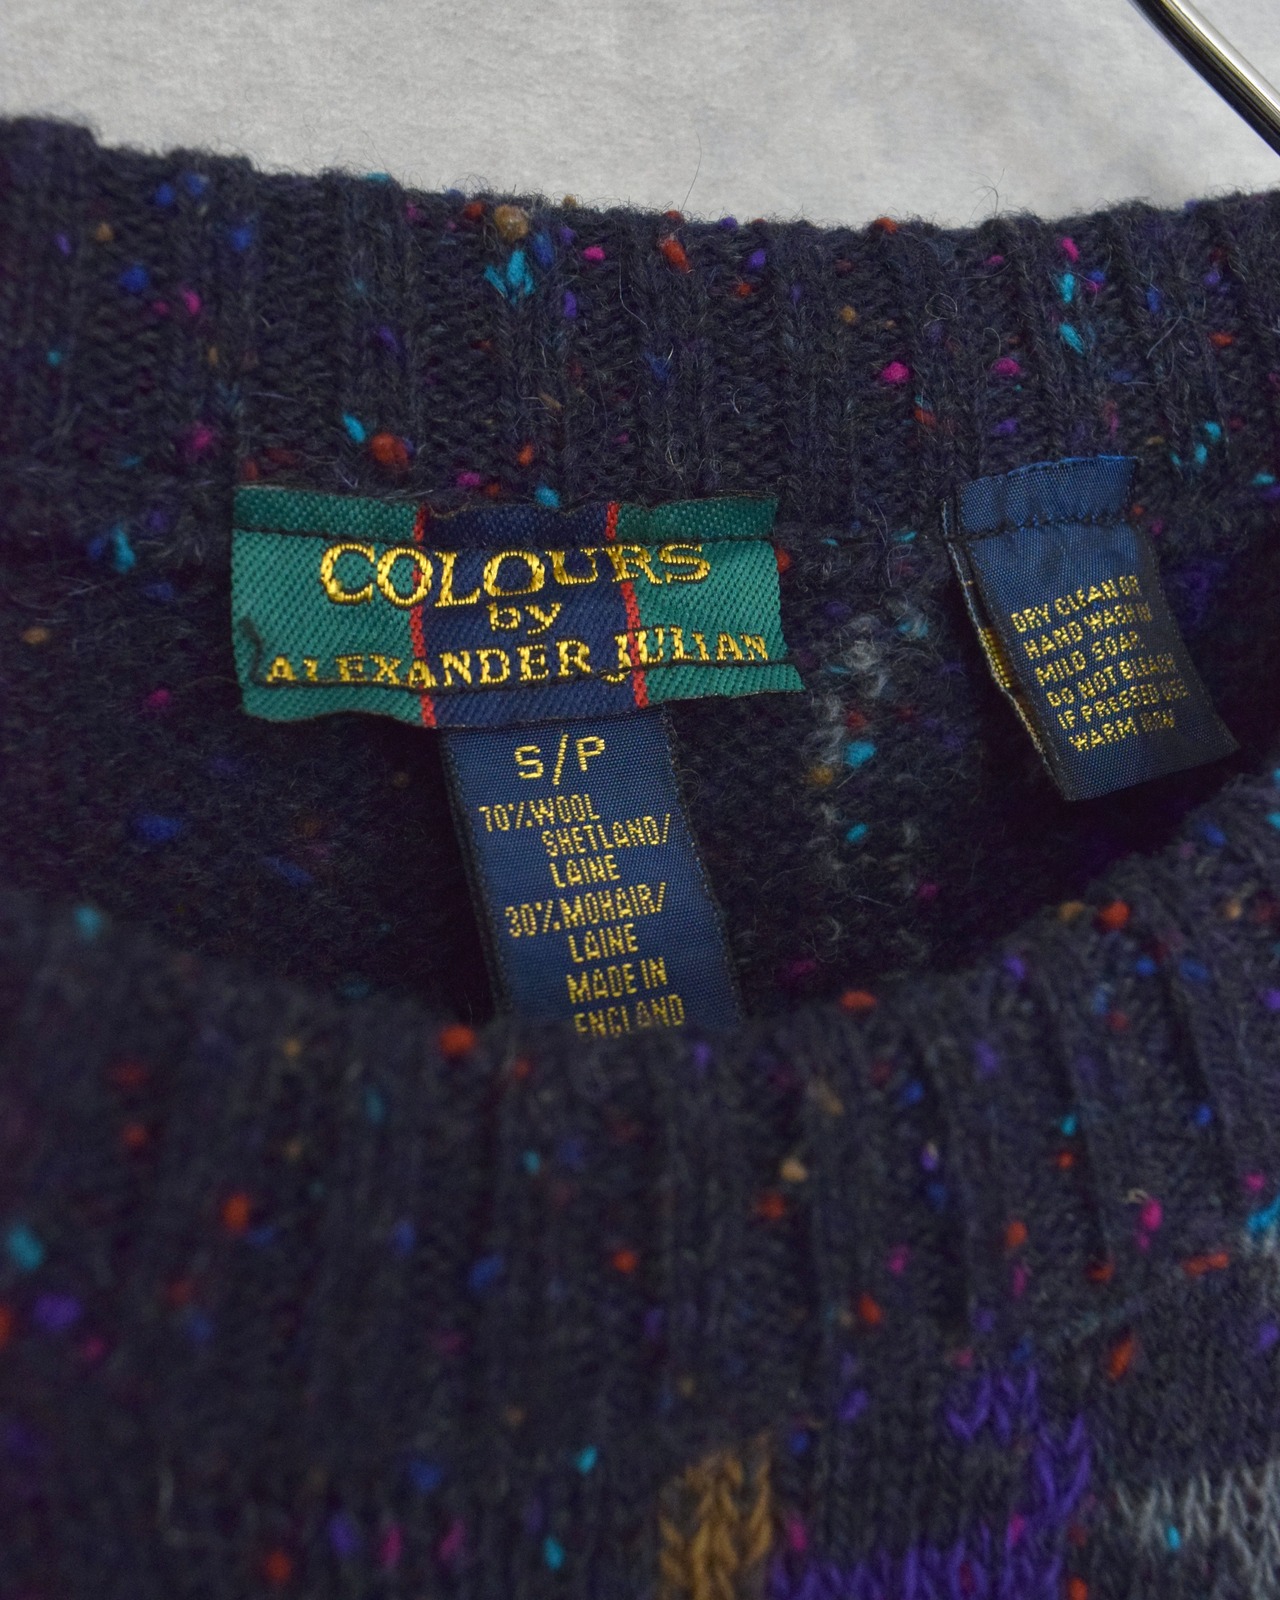 COLOURS
by
ALEXANDER JULIAN
S/P
70% WOOL
SHETLAND/
LAINE
30% MOHAIR/
LAINE
MADE IN
ENGLAND
DRY CLEAN OR
HAND WASH IN
MILD SOAP.
DO NOT BLEACH
IF PRESSED USE
WARM IRON